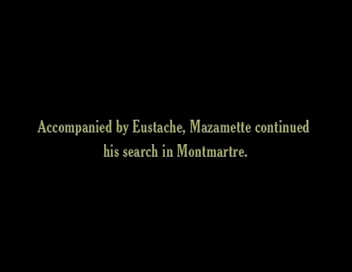 Accompanied by Eustache, Mazamette continued
his search in Montmartre.